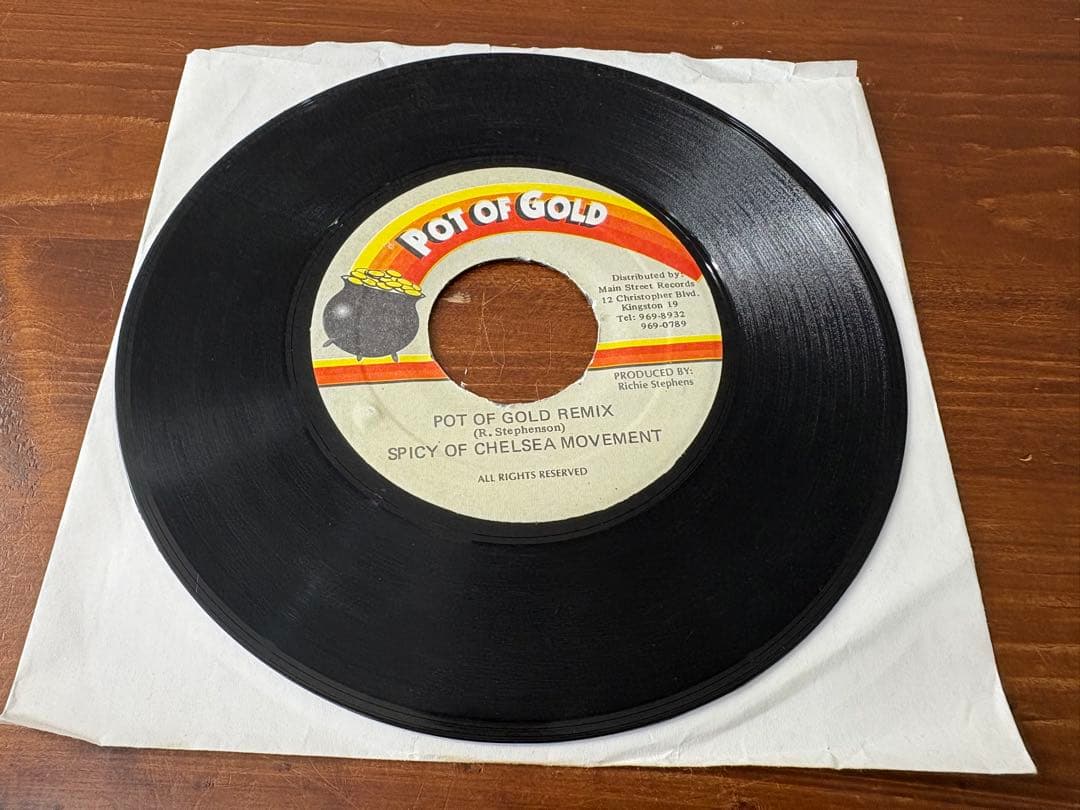 POT OF GOLD
Distributed by:
Main Street Records
12 Christopher Blvd.
Kingston 19
Tel: 969-8932
969-0789
PRODUCED BY:
Richie Stephens
POT OF GOLD REMIX
(R. Stephenson)
SPICY OF CHELSEA MOVEMENT
ALL RIGHTS RESERVED